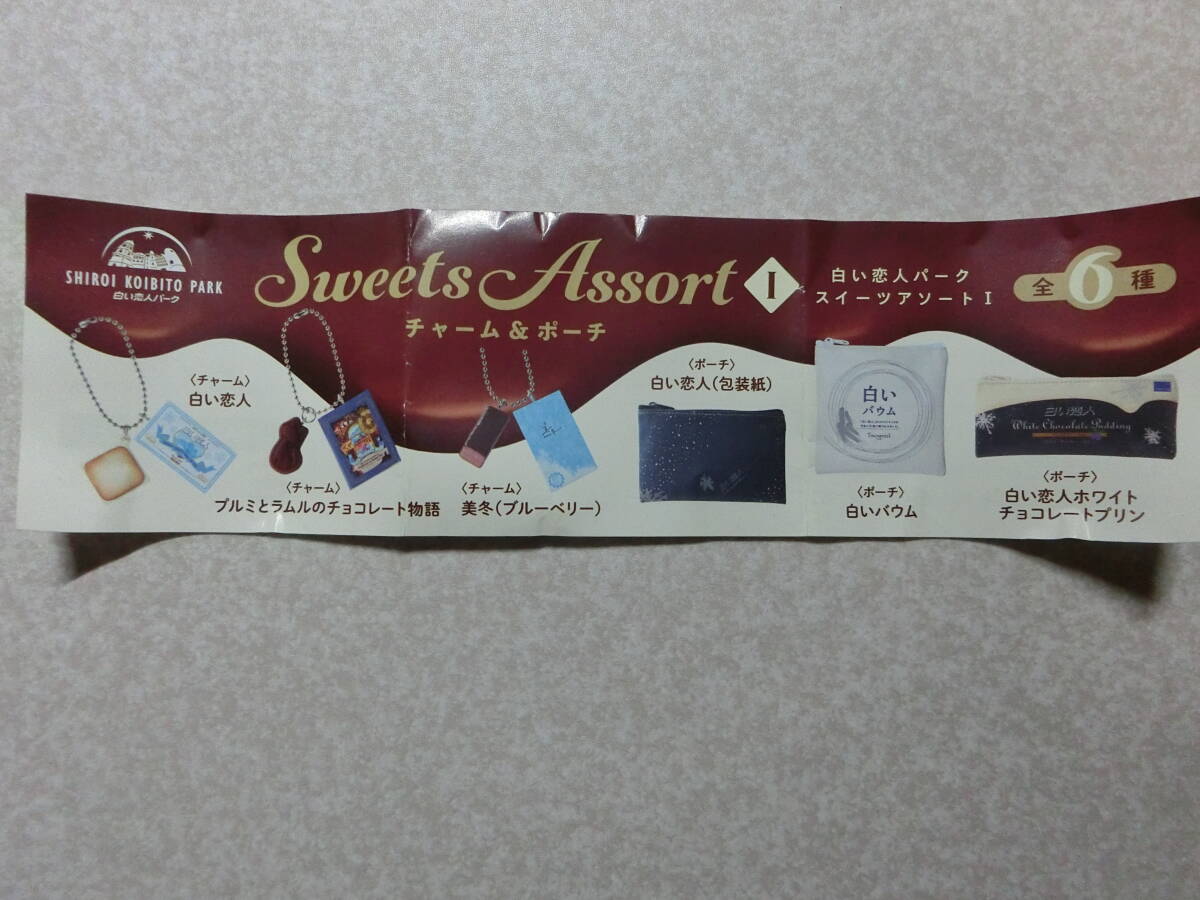 SHIROI KOIBITO PARK
白い恋人パーク
Sweets Assort I
チャーム&ポーチ
白い恋人パーク
スイーツアソート I
全6種
〈チャーム〉
白い恋人
〈チャーム〉
プルミとラムルのチョコレート物語
〈チャーム〉
美冬(ブルーベリー)
〈ポーチ〉
白い恋人(包装紙)
白い
バウム
Tsumugi
〈ポーチ〉
白いバウム
白い恋人
White Chocolate Pudding
〈ポーチ〉
白い恋人ホワイト
チョコレートプリン